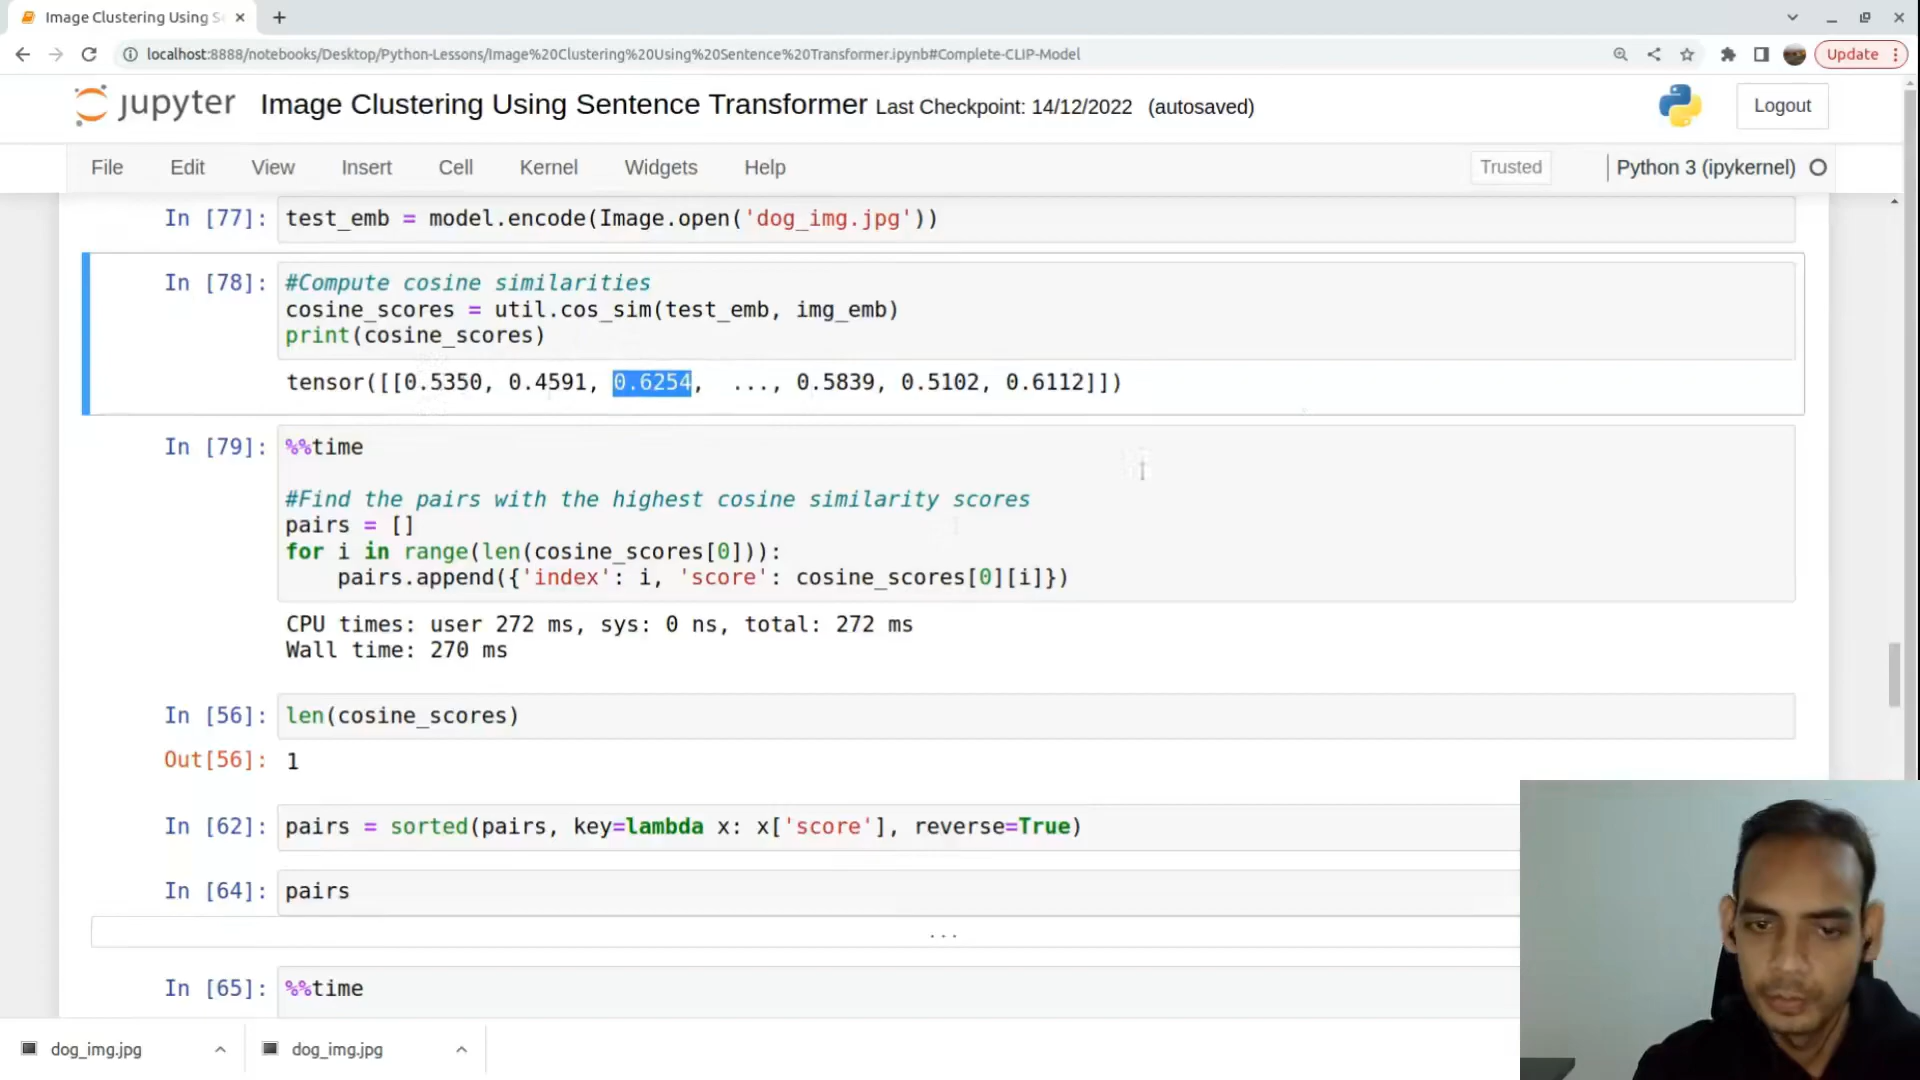 Image Clustering Using Se
localhost:8888/notebooks/Desktop/Python-Lessons/Image%20Clustering%20Using%20Sentence%20Transformer.ipynb#Complete-CLIP-Model
Update
jupyter Image Clustering Using Sentence Transformer Last Checkpoint: 14/12/2022 (autosaved)
Logout
File Edit View Insert Cell Kernel Widgets Help
Trusted
Python 3 (ipykernel)
In [77]: test_emb = model.encode(Image.open('dog_img.jpg'))
In [78]: #Compute cosine similarities
cosine_scores = util.cos_sim(test_emb, img_emb)
print(cosine_scores)
tensor([[0.5350, 0.4591, 0.6254, ..., 0.5839, 0.5102, 0.6112]])
In [79]: %%time
#Find the pairs with the highest cosine similarity scores
pairs = []
for i in range(len(cosine_scores[0])):
    pairs.append({'index': i, 'score': cosine_scores[0][i]})
CPU times: user 272 ms, sys: 0 ns, total: 272 ms
Wall time: 270 ms
In [56]: len(cosine_scores)
Out[56]: 1
In [62]: pairs = sorted(pairs, key=lambda x: x['score'], reverse=True)
In [64]: pairs
...
In [65]: %%time
dog_img.jpg
dog_img.jpg